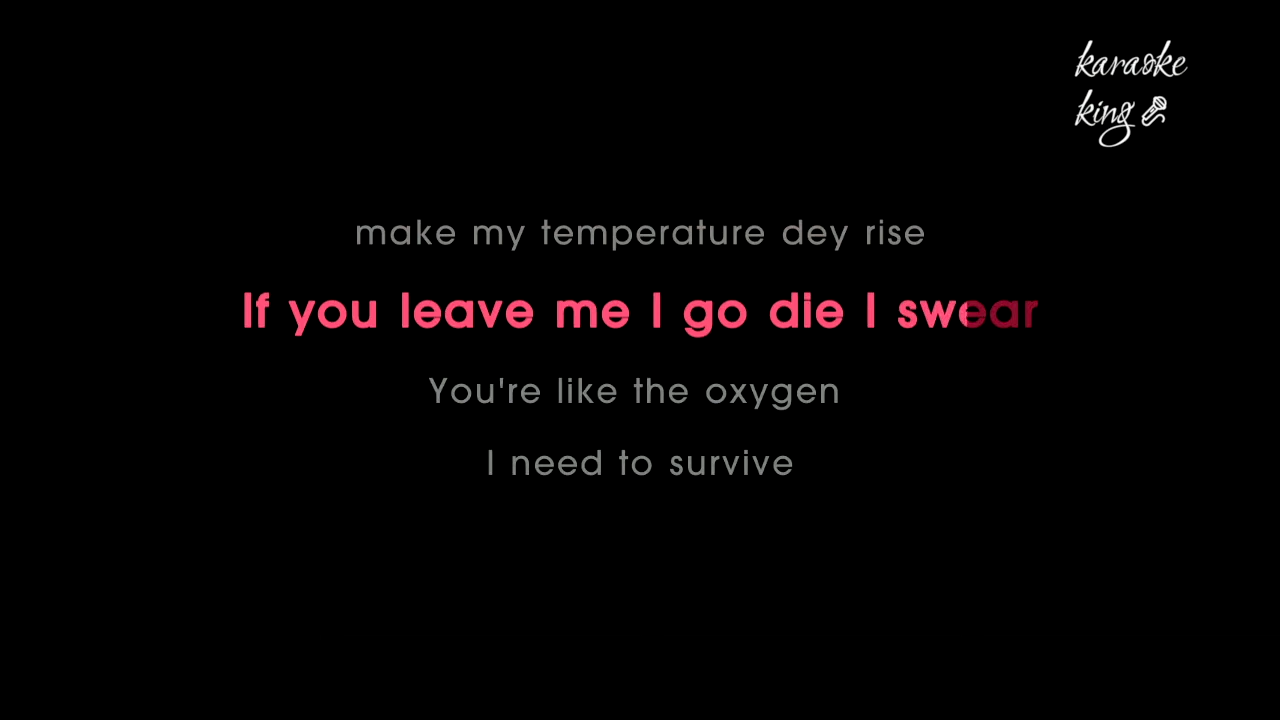 karaoke
king
make my temperature dey rise
If you leave me I go die I swear
You're like the oxygen
I need to survive